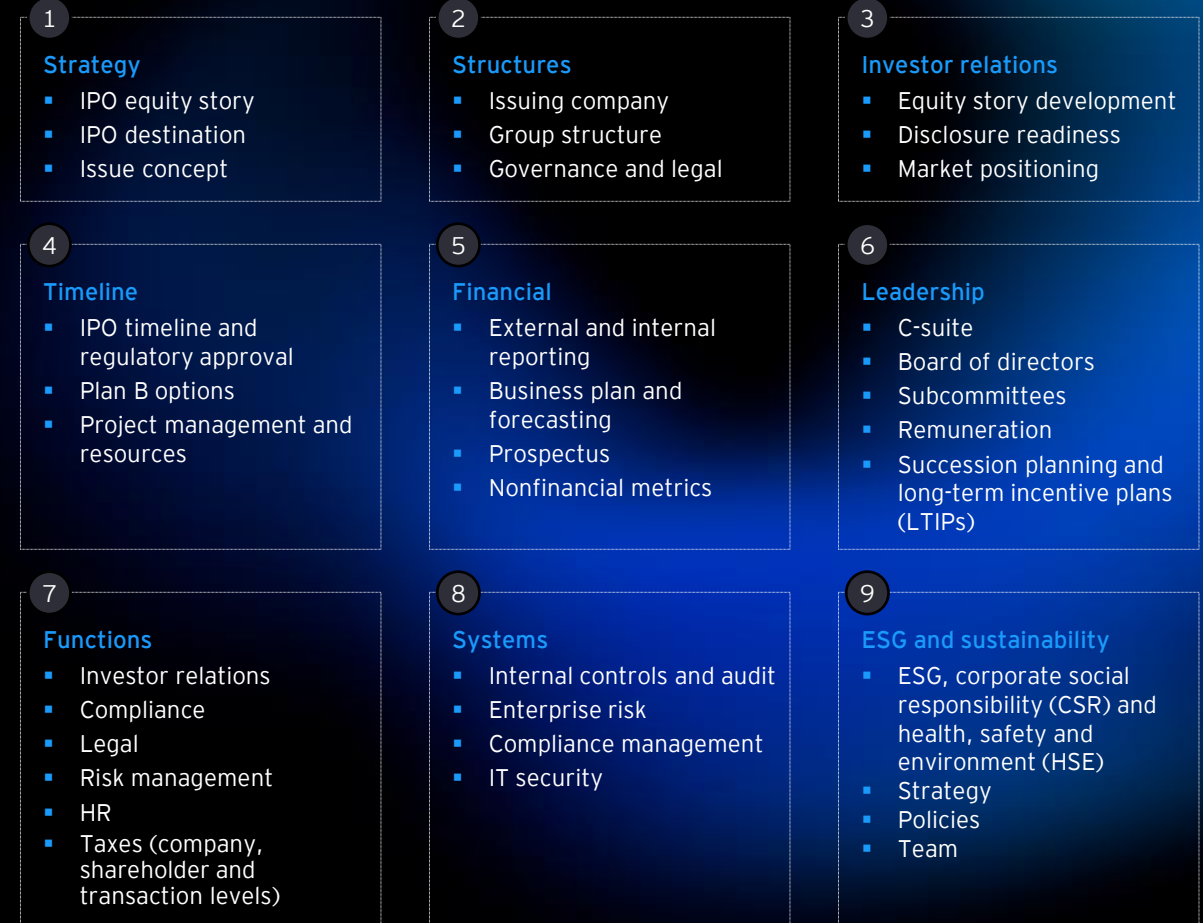 1
Strategy
▪ IPO equity story
▪ IPO destination
▪ Issue concept
2
Structures
▪ Issuing company
▪ Group structure
▪ Governance and legal
3
Investor relations
▪ Equity story development
▪ Disclosure readiness
▪ Market positioning
4
Timeline
▪ IPO timeline and
regulatory approval
▪ Plan B options
▪ Project management and
resources
5
Financial
▪ External and internal
reporting
▪ Business plan and
forecasting
▪ Prospectus
▪ Nonfinancial metrics
6
Leadership
▪ C-suite
▪ Board of directors
▪ Subcommittees
▪ Remuneration
▪ Succession planning and
long-term incentive plans
(LTIPs)
7
Functions
▪ Investor relations
▪ Compliance
▪ Legal
▪ Risk management
▪ HR
▪ Taxes (company,
shareholder and
transaction levels)
8
Systems
▪ Internal controls and audit
▪ Enterprise risk
▪ Compliance management
▪ IT security
9
ESG and sustainability
▪ ESG, corporate social
responsibility (CSR) and
health, safety and
environment (HSE)
▪ Strategy
▪ Policies
▪ Team